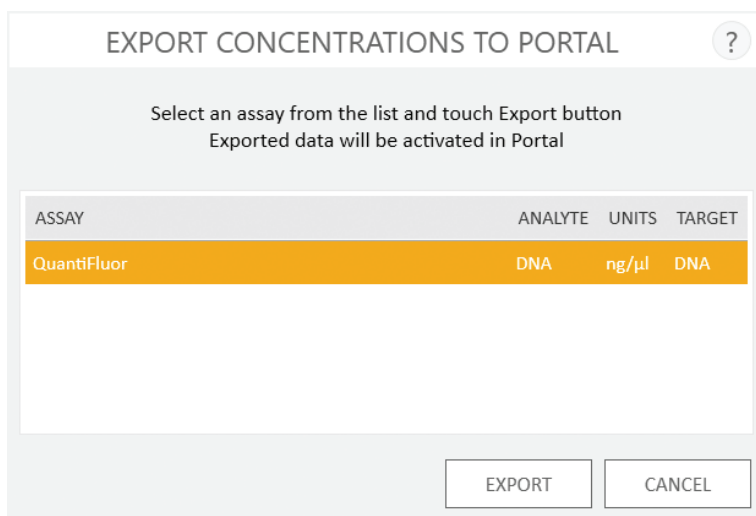 EXPORT CONCENTRATIONS TO PORTAL ?
Select an assay from the list and touch Export button
Exported data will be activated in Portal
ASSAY ANALYTE UNITS TARGET
QuantiFluor DNA ng/µl DNA
EXPORT CANCEL